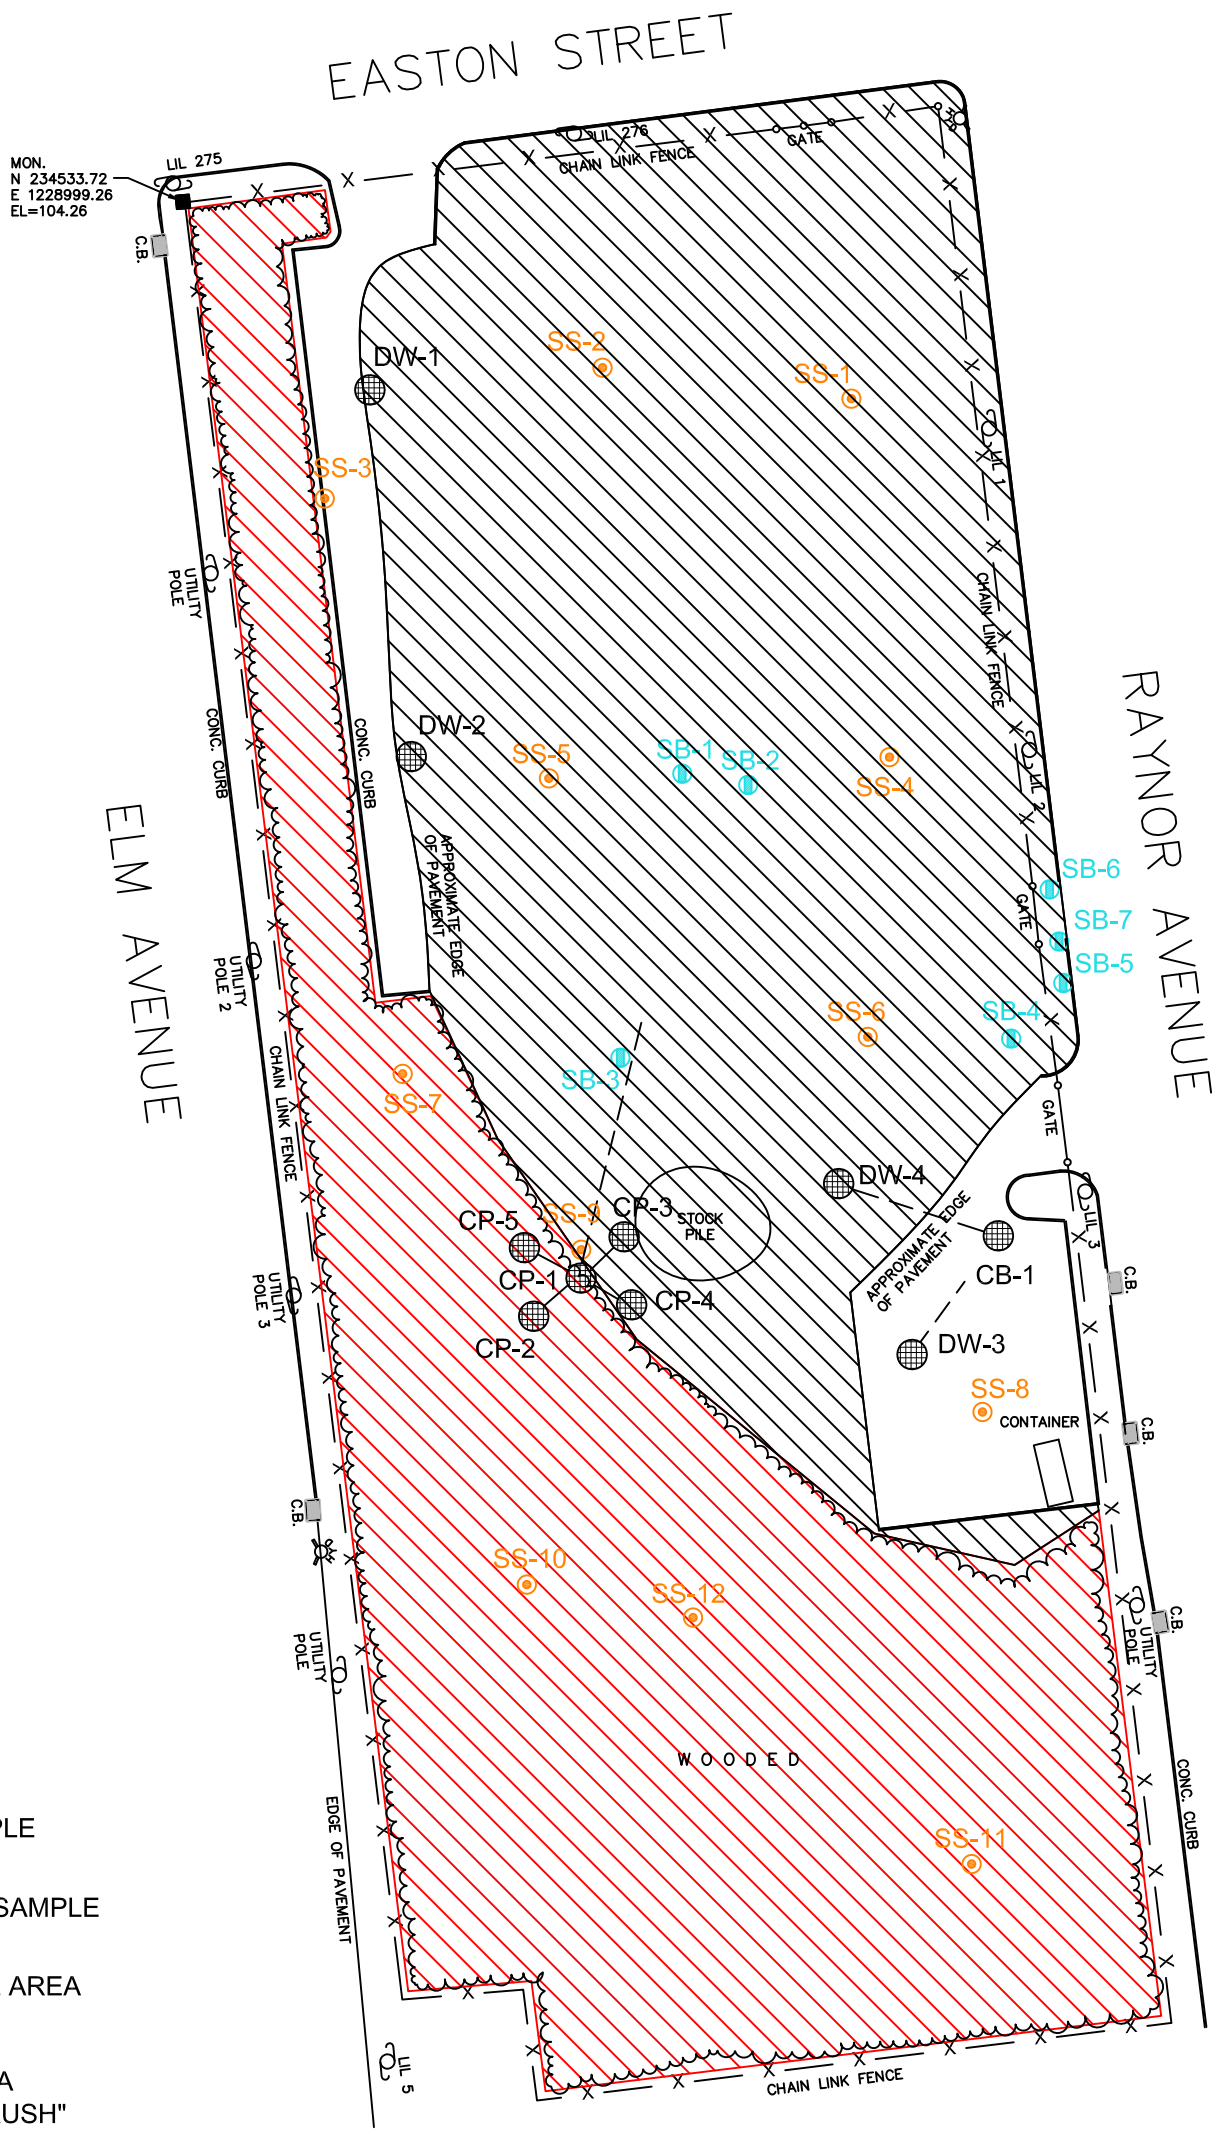 EASTON STREET
MON.
N 234533.72
E 1228999.26
EL=104.26
LIL 275
LIL 276
CHAIN LINK FENCE
GATE
HYD
C.B.
SS-2
SS-1
DW-1
SS-3
LIL 1
UTILITY
POLE
CHAIN LINK FENCE
RAYNOR AVENUE
CONC. CURB
CONC. CURB
DW-2
SS-5
SB-1
SB-2
SS-4
LIL 2
ELM AVENUE
APPROXIMATE EDGE
OF PAVEMENT
SB-6
GATE
SB-7
SB-5
UTILITY
POLE 2
SS-6
SB-4
SB-3
SS-7
CHAIN LINK FENCE
GATE
DW-4
CP-3
SS-9
CP-5
STOCK
PILE
APPROXIMATE EDGE
OF PAVEMENT
LIL 3
CB-1
CP-1
CP-4
C.B.
UTILITY
POLE 3
CP-2
DW-3
SS-8
CONTAINER
C.B.
C.B.
SS-10
SS-12
C.B.
UTILITY
POLE
UTILITY
POLE
WOODED
CONC. CURB
EDGE OF PAVEMENT
SS-11
PLE
SAMPLE
AREA
A
USH"
LIL 5
CHAIN LINK FENCE